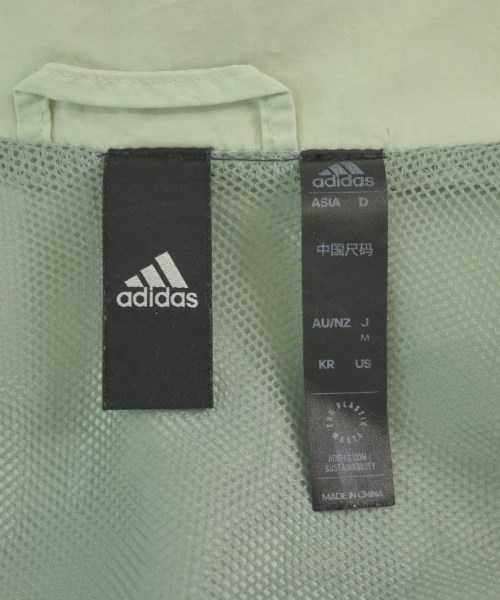 adidas
adidas
ASIA D
中国尺码
AU/NZ J
M
KR US
END PLASTIC WASTE
ADIDAS.COM/
SUSTAINABILITY
MADE IN CHINA